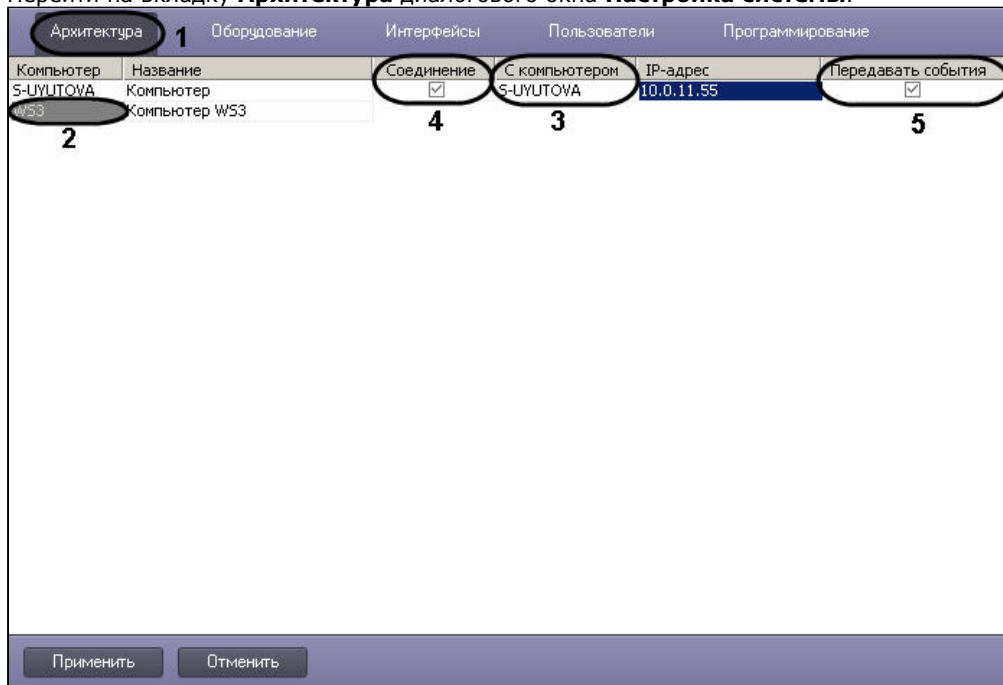 Перейти на вкладку Архитектура диалогового окна Настройка системы.
Архитектура 1 Оборудование Интерфейсы Пользователи Программирование
Компьютер Название Соединение С компьютером IP-адрес Передавать события
S-UYUTOVA Компьютер S-UYUTOVA 10.0.11.55
WS3 Компьютер WS3
2 4 3 5
Применить Отменить